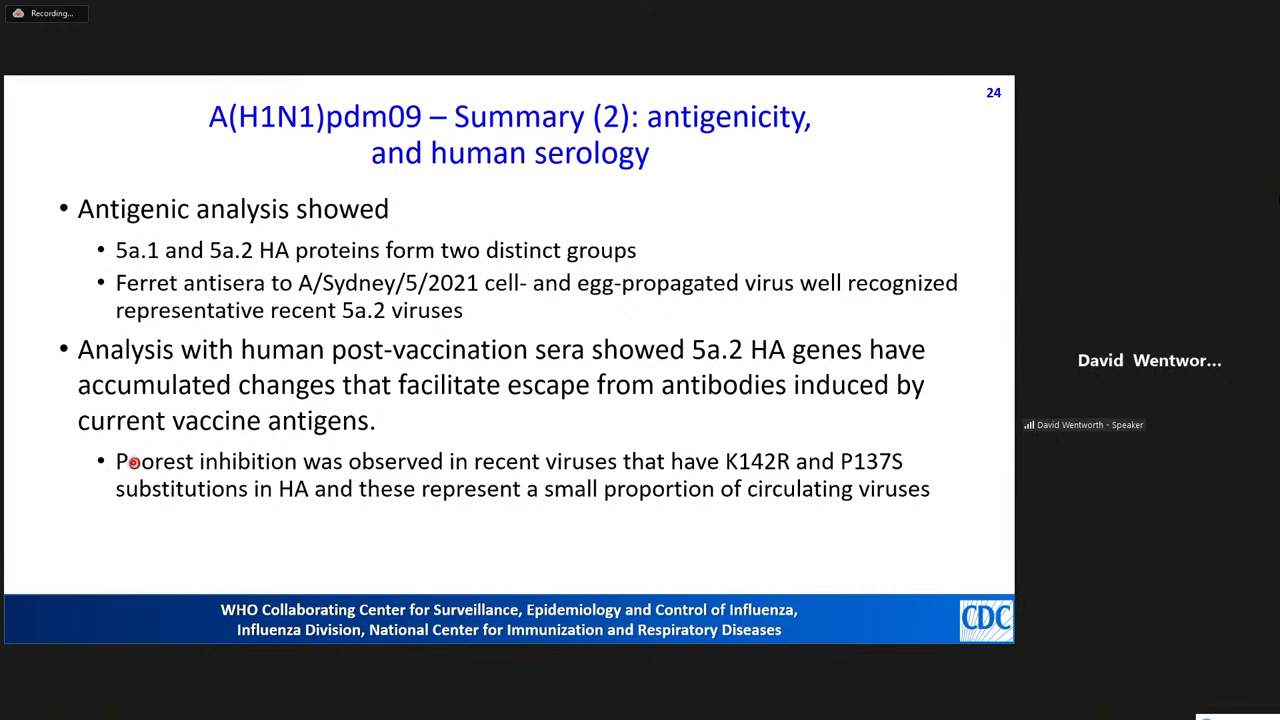 Recording...
24
A(H1N1)pdm09 – Summary (2): antigenicity,
and human serology
• Antigenic analysis showed
• 5a.1 and 5a.2 HA proteins form two distinct groups
• Ferret antisera to A/Sydney/5/2021 cell- and egg-propagated virus well recognized
representative recent 5a.2 viruses
• Analysis with human post-vaccination sera showed 5a.2 HA genes have
accumulated changes that facilitate escape from antibodies induced by
current vaccine antigens.
• Poorest inhibition was observed in recent viruses that have K142R and P137S
substitutions in HA and these represent a small proportion of circulating viruses
WHO Collaborating Center for Surveillance, Epidemiology and Control of Influenza,
Influenza Division, National Center for Immunization and Respiratory Diseases
CDC
David Wentwor...
David Wentworth - Speaker